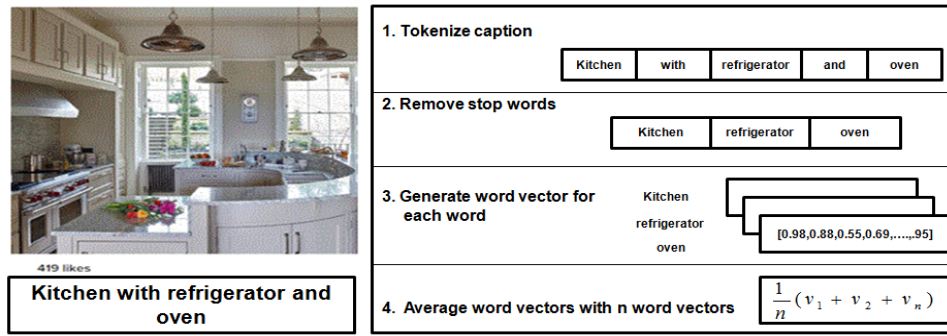 419 likes
Kitchen with refrigerator and
oven
1. Tokenize caption
Kitchen with refrigerator and oven
2. Remove stop words
Kitchen refrigerator oven
3. Generate word vector for
each word
Kitchen
refrigerator
oven
[0.98,0.88,0.55,0.69,....,.95]
4. Average word vectors with n word vectors
1/n (v₁ + v₂ + vₙ)